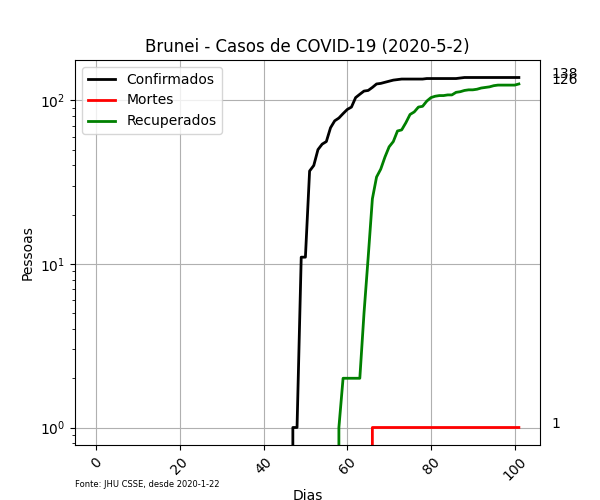 Brunei - Casos de COVID-19 (2020-5-2)
Confirmados
Mortes
Recuperados
138
126
1
Pessoas
10²
10¹
10⁰
0 20 40 60 80 100
Dias
Fonte: JHU CSSE, desde 2020-1-22